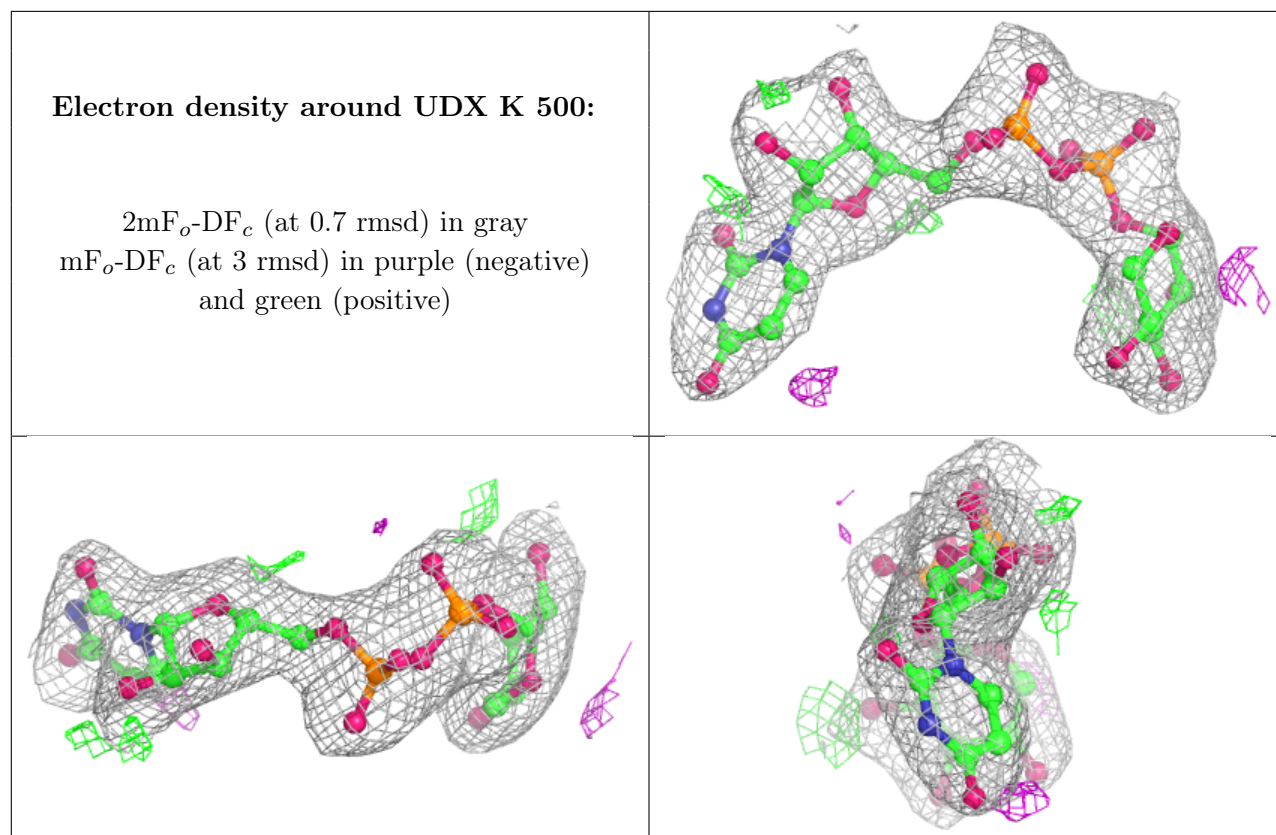 Electron density around UDX K 500:
2mFo-DFc (at 0.7 rmsd) in gray
mFo-DFc (at 3 rmsd) in purple (negative)
and green (positive)